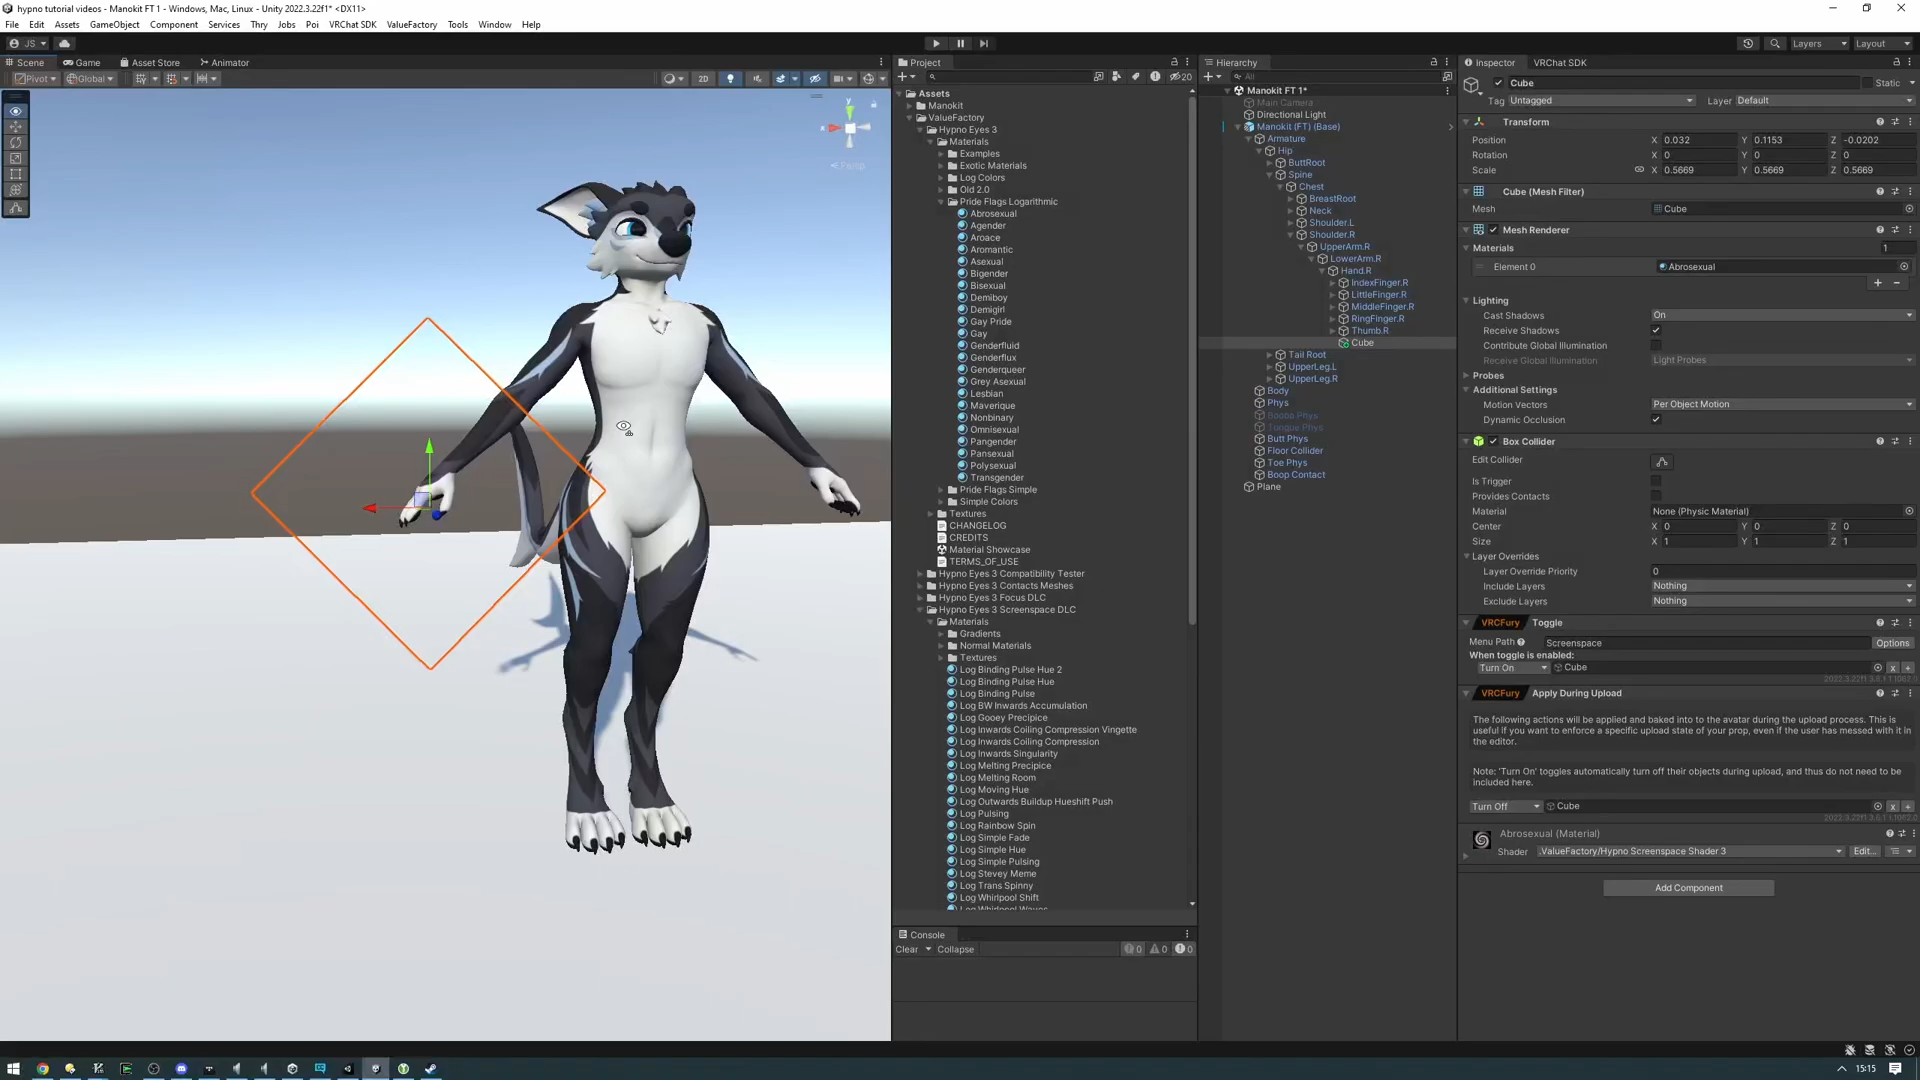 hypno tutorial videos - Manokit FT 1 - Windows, Mac, Linux - Unity 2022.3.22f1* <DX11>
File Edit Assets GameObject Component Services Thry Jobs Poi VRChat SDK ValueFactory Tools Window Help
JS
Layers Layout
Scene Game Asset Store Animator
Pivot Global 2D
y
x
Persp
Project
20
Assets
Manokit
ValueFactory
Hypno Eyes 3
Materials
Examples
Exotic Materials
Log Colors
Old 2.0
Pride Flags Logarithmic
Abrosexual
Agender
Aroace
Aromantic
Asexual
Bigender
Bisexual
Demiboy
Demigirl
Gay Pride
Gay
Genderfluid
Genderflux
Genderqueer
Grey Asexual
Lesbian
Maverique
Nonbinary
Omnisexual
Pangender
Pansexual
Polysexual
Transgender
Pride Flags Simple
Simple Colors
Textures
CHANGELOG
CREDITS
Material Showcase
TERMS_OF_USE
Hypno Eyes 3 Compatibility Tester
Hypno Eyes 3 Contacts Meshes
Hypno Eyes 3 Focus DLC
Hypno Eyes 3 Screenspace DLC
Materials
Gradients
Normal Materials
Textures
Log Binding Pulse Hue 2
Log Binding Pulse Hue
Log Binding Pulse
Log BW Inwards Accumulation
Log Gooey Precipice
Log Inwards Coiling Compression Vingette
Log Inwards Coiling Compression
Log Inwards Singularity
Log Melting Precipice
Log Melting Room
Log Moving Hue
Log Outwards Buildup Hueshift Push
Log Pulsing
Log Rainbow Spin
Log Simple Fade
Log Simple Hue
Log Simple Pulsing
Log Stevey Meme
Log Trans Spinny
Log Whirlpool Shift
Log Whirlpool Waves
Console
Clear Collapse 0 0 0
Hierarchy
All
Manokit FT 1*
Main Camera
Directional Light
Manokit (FT) (Base)
Armature
Hip
ButtRoot
Spine
Chest
BreastRoot
Neck
Shoulder.L
Shoulder.R
UpperArm.R
LowerArm.R
Hand.R
IndexFinger.R
LittleFinger.R
MiddleFinger.R
RingFinger.R
Thumb.R
Cube
Tail Root
UpperLeg.L
UpperLeg.R
Body
Phys
Boobs Phys
Tongue Phys
Butt Phys
Floor Collider
Toe Phys
Boop Contact
Plane
Inspector VRChat SDK
Cube Static
Tag Untagged Layer Default
Transform
Position X 0.032 Y 0.1153 Z -0.0202
Rotation X 0 Y 0 Z 0
Scale X 0.5669 Y 0.5669 Z 0.5669
Cube (Mesh Filter)
Mesh Cube
Mesh Renderer
Materials 1
Element 0 Abrosexual
Lighting
Cast Shadows On
Receive Shadows
Contribute Global Illumination
Receive Global Illumination Light Probes
Probes
Additional Settings
Motion Vectors Per Object Motion
Dynamic Occlusion
Box Collider
Edit Collider
Is Trigger
Provides Contacts
Material None (Physic Material)
Center X 0 Y 0 Z 0
Size X 1 Y 1 Z 1
Layer Overrides
Layer Override Priority 0
Include Layers Nothing
Exclude Layers Nothing
VRCFury Toggle
Menu Path Screenspace Options
When toggle is enabled:
Turn On Cube x +
VRCFury Apply During Upload
The following actions will be applied and baked into to the avatar during the upload process. This is
useful if you want to enforce a specific upload state of your prop, even if the user has messed with it in
the editor.
Note: 'Turn On' toggles automatically turn off their objects during upload, and thus do not need to be
included here.
Turn Off Cube x +
Abrosexual (Material)
Shader .ValueFactory/Hypno Screenspace Shader 3 Edit...
Add Component
15:15